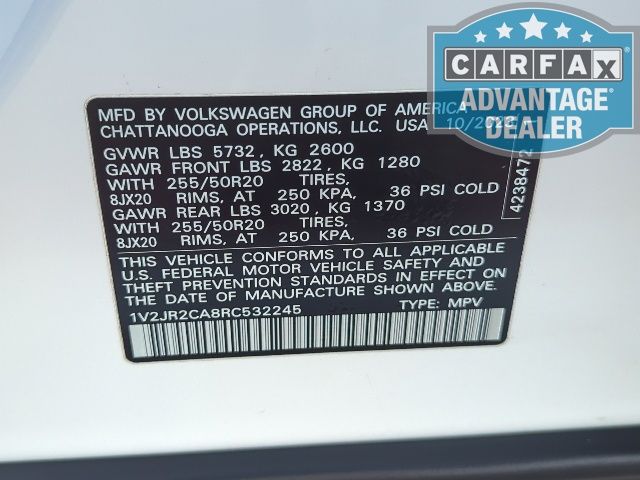 CARFAX
ADVANTAGE
DEALER
MFD BY VOLKSWAGEN GROUP OF AMERICA
CHATTANOOGA OPERATIONS, LLC. USA
GVWR LBS 5732, KG 2600
GAWR FRONT LBS 2822, KG 1280
WITH 255/50R20 TIRES,
8JX20 RIMS, AT 250 KPA, 36 PSI COLD
GAWR REAR LBS 3020, KG 1370
WITH 255/50R20 TIRES,
8JX20 RIMS, AT 250 KPA, 36 PSI COLD
THIS VEHICLE CONFORMS TO ALL APPLICABLE
U.S. FEDERAL MOTOR VEHICLE SAFETY AND
THEFT PREVENTION STANDARDS IN EFFECT ON
THE DATE OF MANUFACTURE SHOWN ABOVE.
1V2JR2CA8RC532245 TYPE: MPV
4238472